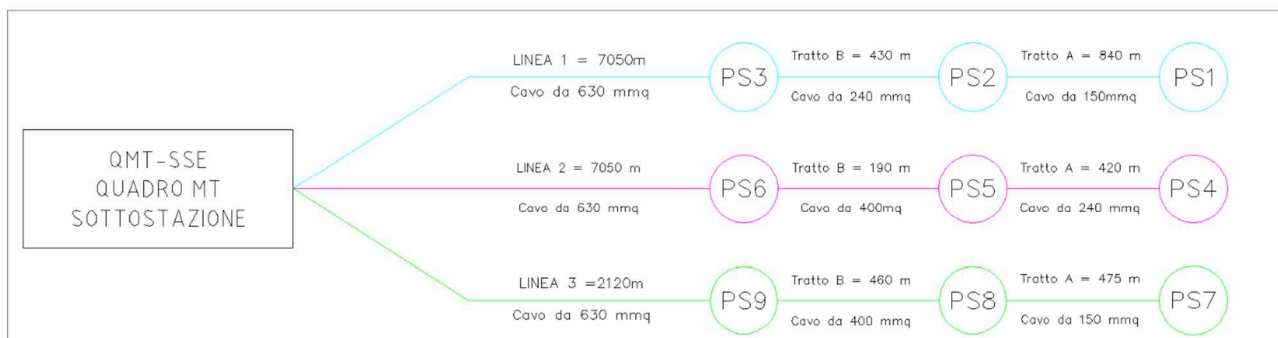 LINEA 1 = 7050m
Cavo da 630 mmq
PS3
Tratto B = 430 m
Cavo da 240 mmq
PS2
Tratto A = 840 m
Cavo da 150mmq
PS1
QMT-SSE
QUADRO MT
SOTTOSTAZIONE
LINEA 2 = 7050 m
Cavo da 630 mmq
PS6
Tratto B = 190 m
Cavo da 400mq
PS5
Tratto A = 420 m
Cavo da 240 mmq
PS4
LINEA 3 =2120m
Cavo da 630 mmq
PS9
Tratto B = 460 m
Cavo da 400 mmq
PS8
Tratto A = 475 m
Cavo da 150 mmq
PS7